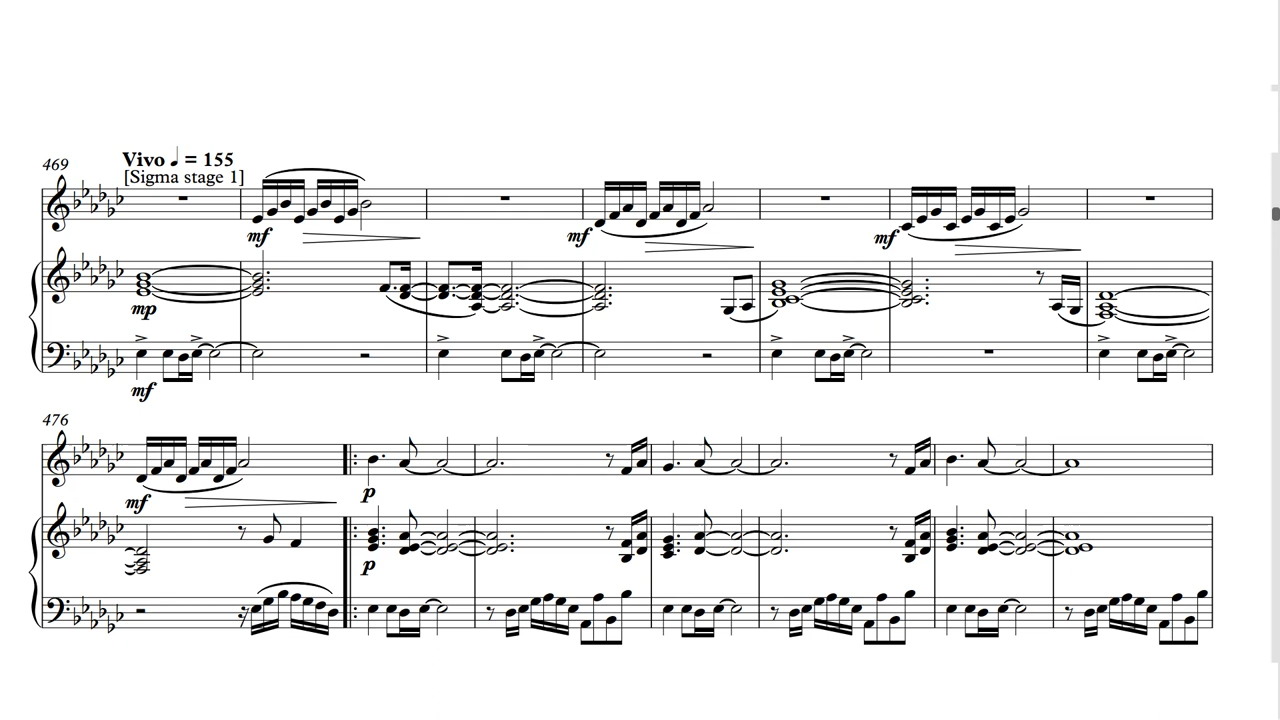 Vivo ♩ = 155
469
[Sigma stage 1]
mf mf mf
mp
mf
476
mf p
p